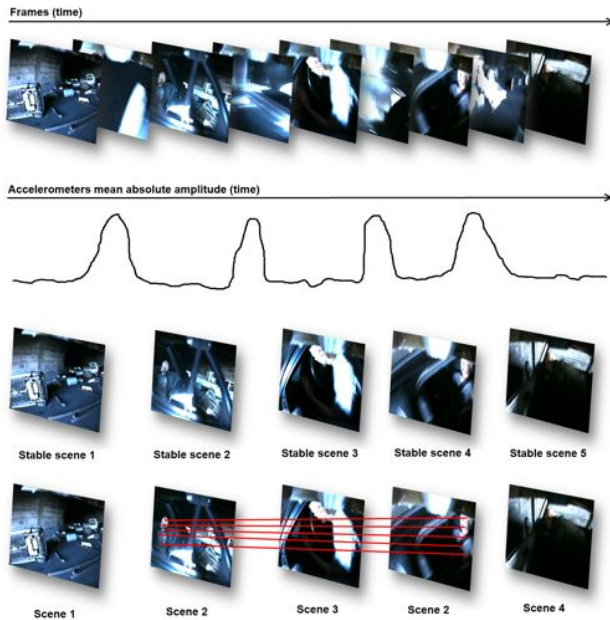 Frames (time)
Accelerometers mean absolute amplitude (time)
Stable scene 1
Stable scene 2
Stable scene 3
Stable scene 4
Stable scene 5
Scene 1
Scene 2
Scene 3
Scene 2
Scene 4